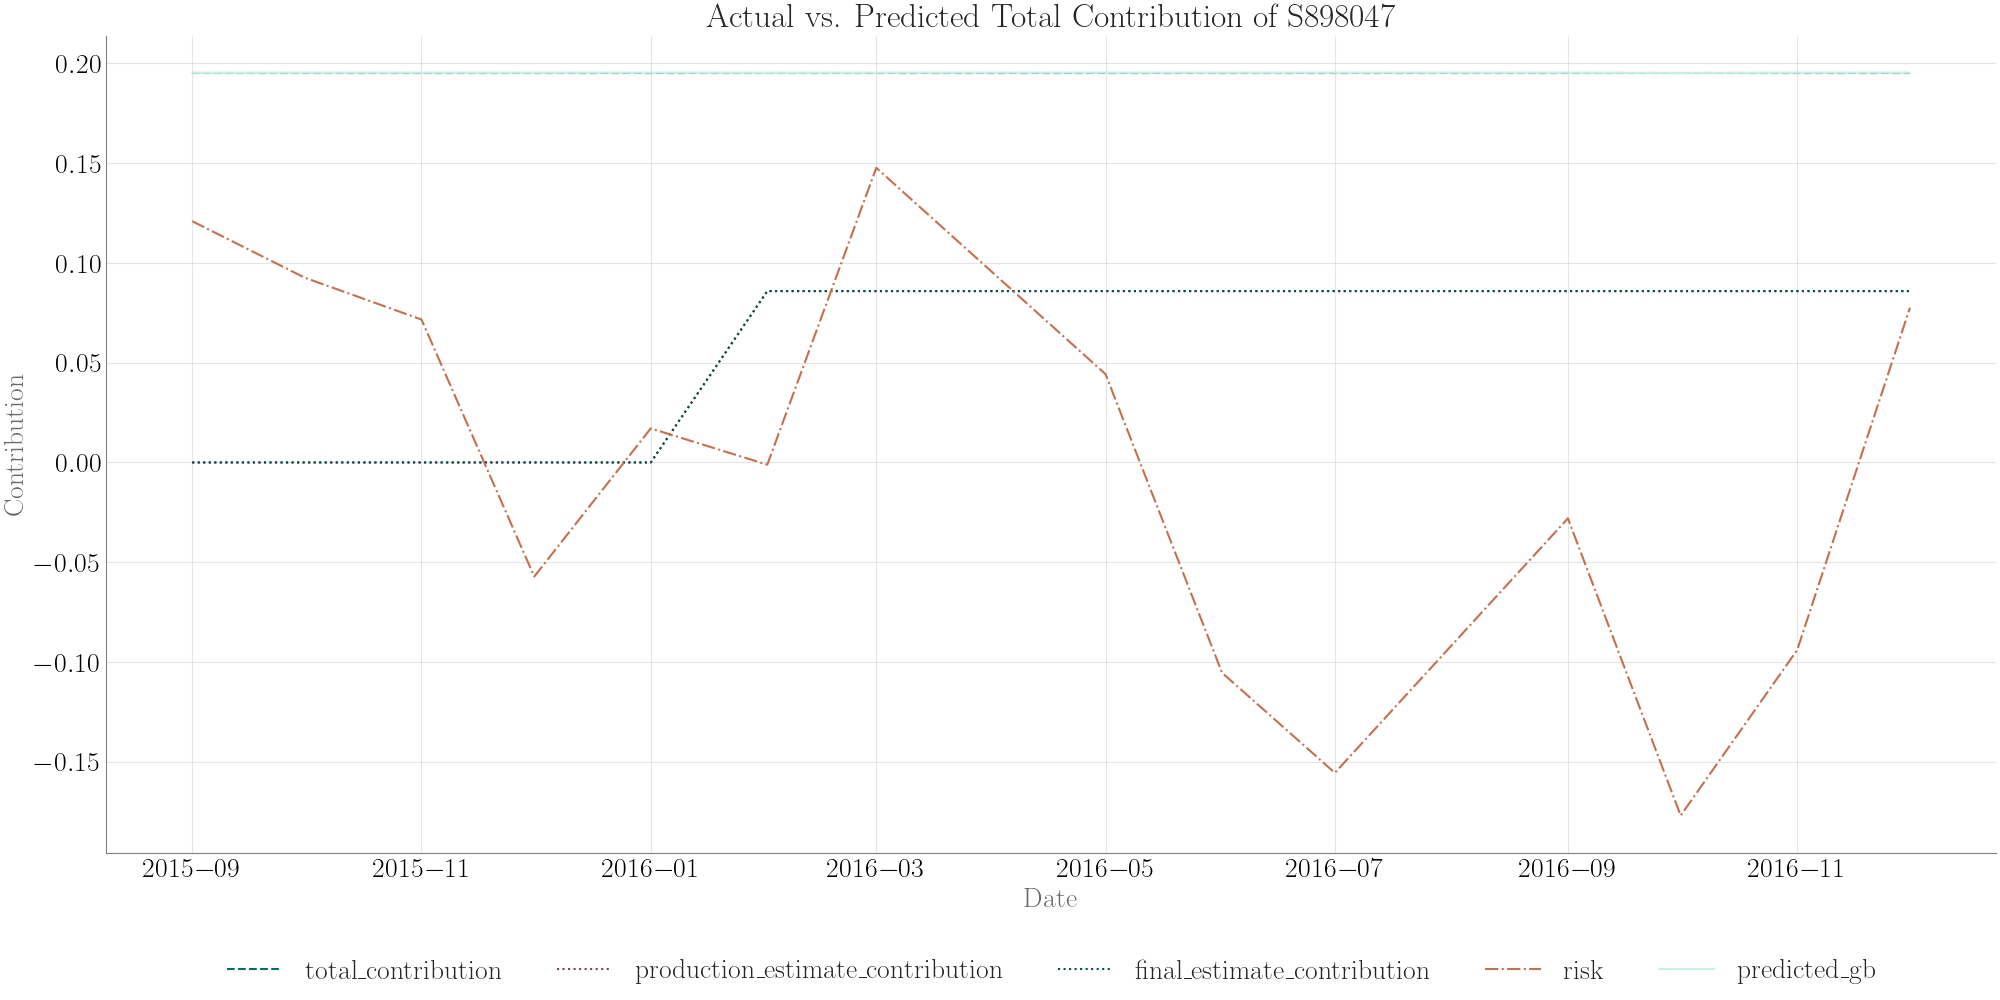 Actual vs. Predicted Total Contribution of S898047
0.20
0.15
0.10
0.05
0.00
−0.05
−0.10
−0.15
Contribution
2015−09 2015−11 2016−01 2016−03 2016−05 2016−07 2016−09 2016−11
Date
total_contribution production_estimate_contribution final_estimate_contribution risk predicted_gb